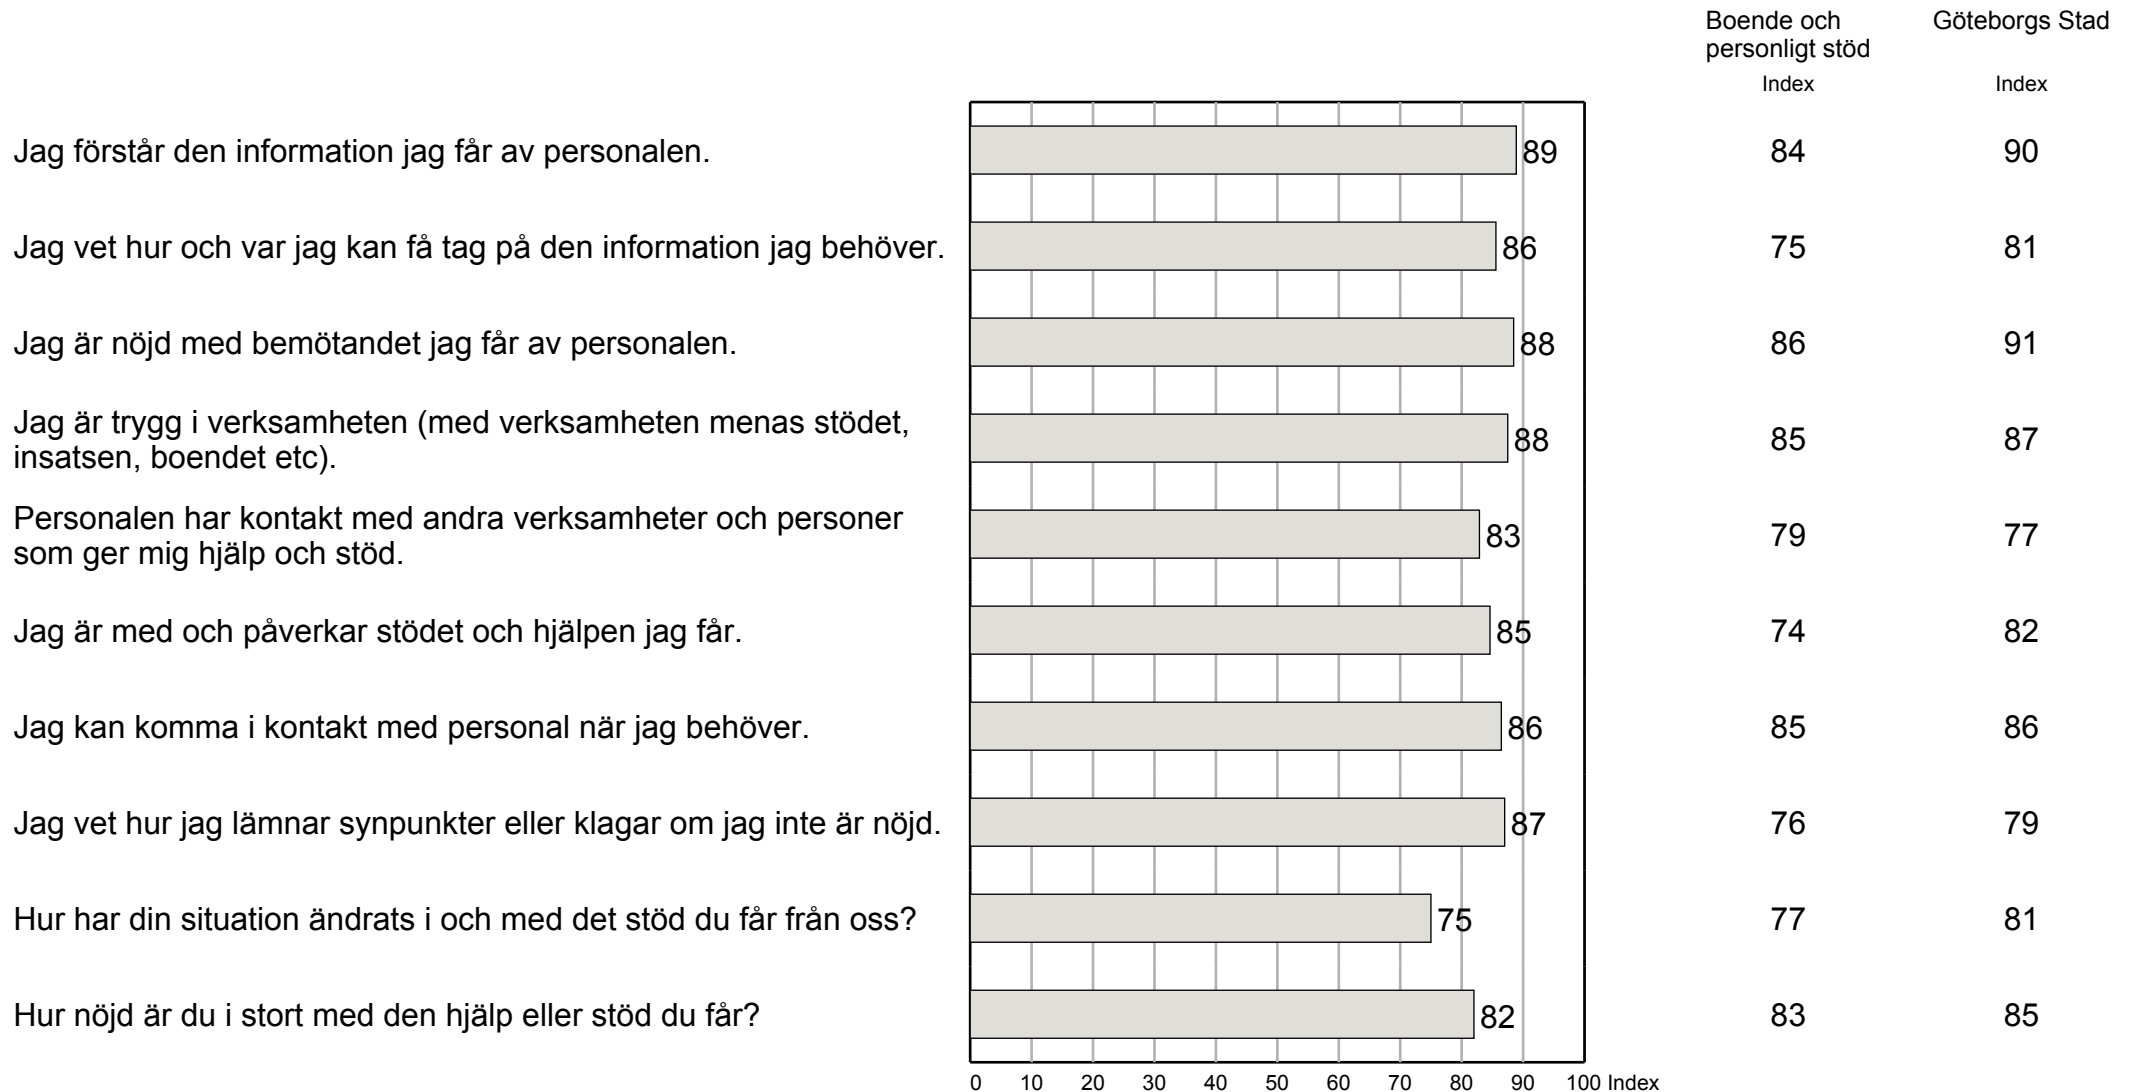 Boende och
personligt stöd
Göteborgs Stad
Index
Index
Jag förstår den information jag får av personalen.
89
84
90
Jag vet hur och var jag kan få tag på den information jag behöver.
86
75
81
Jag är nöjd med bemötandet jag får av personalen.
88
86
91
Jag är trygg i verksamheten (med verksamheten menas stödet,
insatsen, boendet etc).
88
85
87
Personalen har kontakt med andra verksamheter och personer
som ger mig hjälp och stöd.
83
79
77
Jag är med och påverkar stödet och hjälpen jag får.
85
74
82
Jag kan komma i kontakt med personal när jag behöver.
86
85
86
Jag vet hur jag lämnar synpunkter eller klagar om jag inte är nöjd.
87
76
79
Hur har din situation ändrats i och med det stöd du får från oss?
75
77
81
Hur nöjd är du i stort med den hjälp eller stöd du får?
82
83
85
0 10 20 30 40 50 60 70 80 90 100 Index